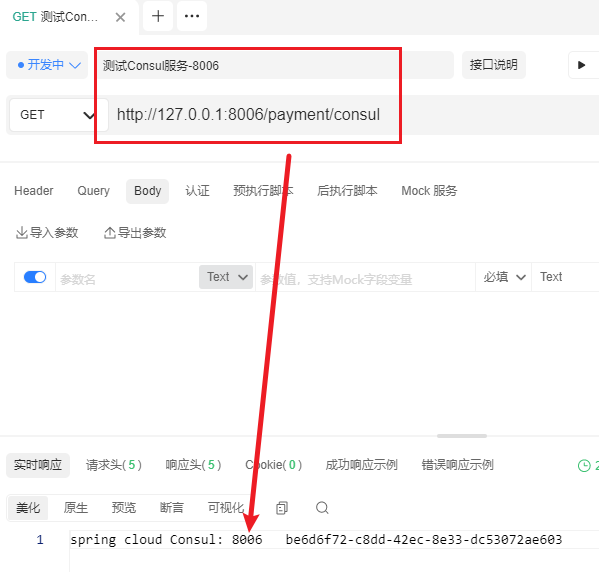 GET 测试Con...
开发中 测试Consul服务-8006 接口说明
GET http://127.0.0.1:8006/payment/consul
Header Query Body 认证 预执行脚本 后执行脚本 Mock 服务
导入参数 导出参数
参数名 Text 参数值，支持Mock字段变量 必填 Text
实时响应 请求头(5) 响应头(5) Cookie(0) 成功响应示例 错误响应示例 2
美化 原生 预览 断言 可视化
1 spring cloud Consul: 8006 be6d6f72-c8dd-42ec-8e33-dc53072ae603